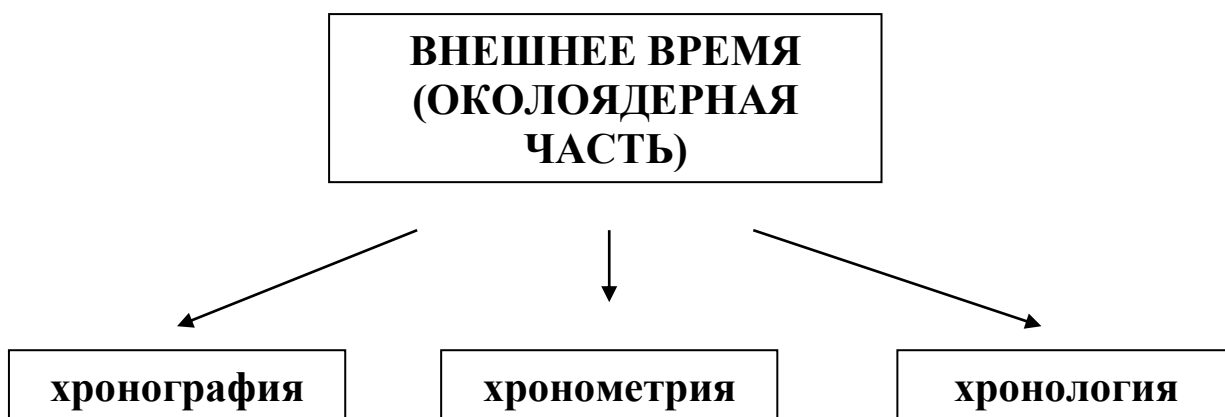 ВНЕШНЕЕ ВРЕМЯ
(ОКОЛОЯДЕРНАЯ
ЧАСТЬ)
хронография
хронометрия
хронология